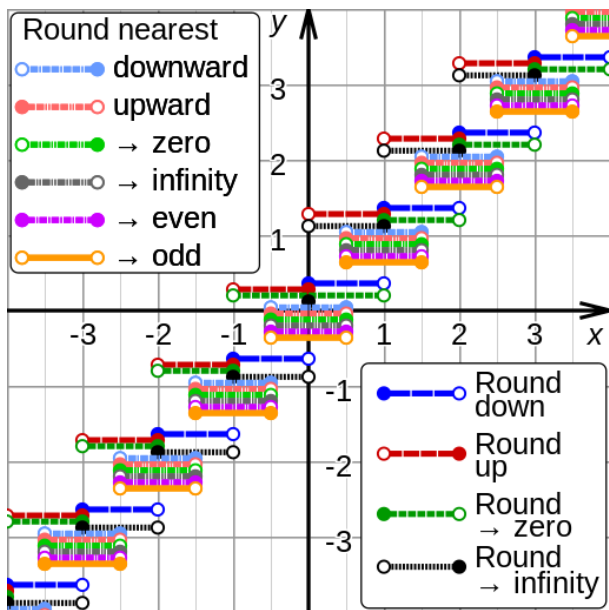 Round nearest
downward
upward
→ zero
→ infinity
→ even
→ odd
y
3
2
1
-3 -2 -1 1 2 3 x
-1
-2
-3
Round
down
Round
up
Round
→ zero
Round
→ infinity